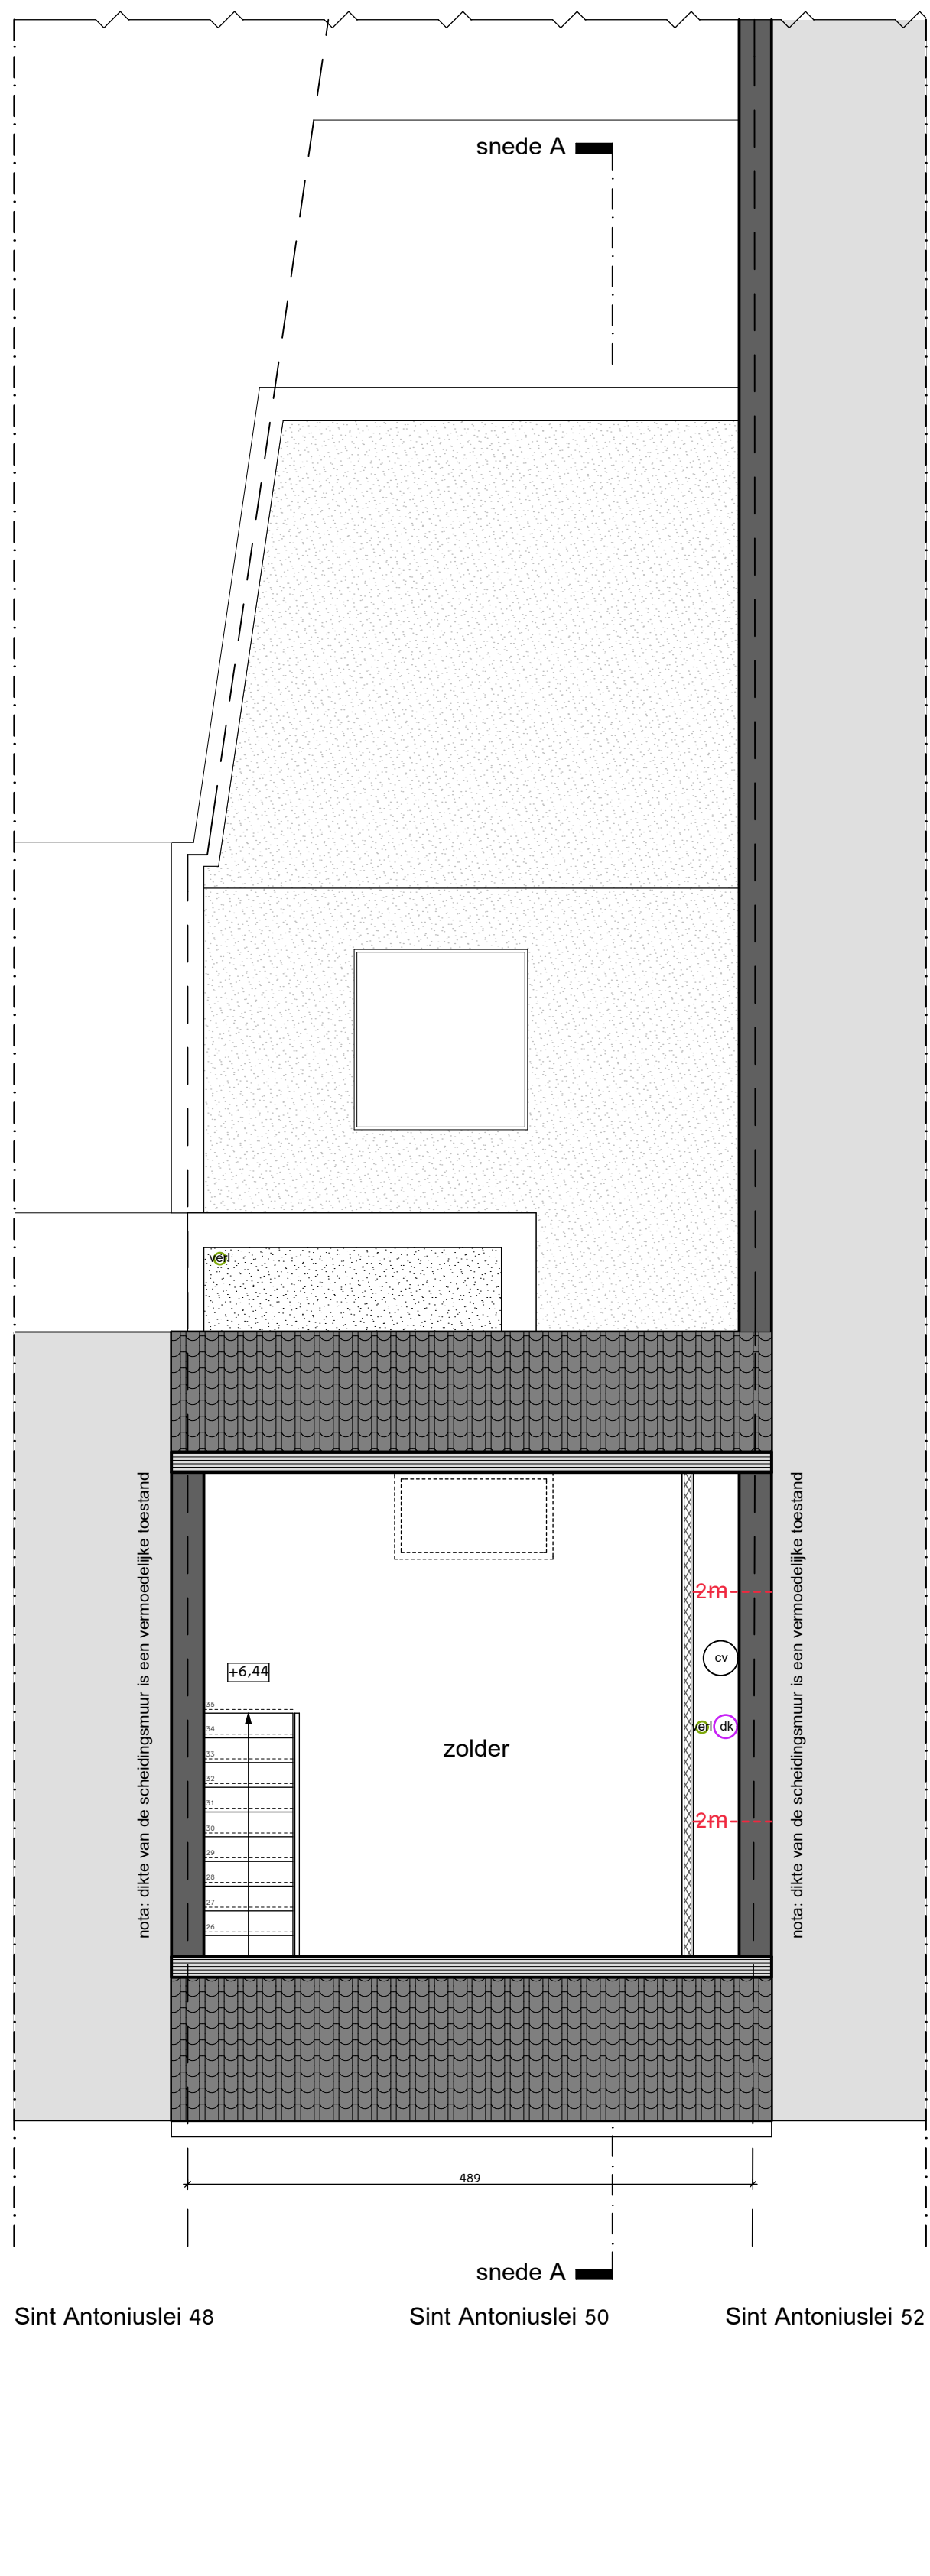 snede A
verl
nota: dikte van de scheidingsmuur is een vermoedelijke toestand
nota: dikte van de scheidingsmuur is een vermoedelijke toestand
2m
cv
+6,44
35
34
verl
dk
zolder
33
32
31
2m
30
29
28
27
26
489
snede A
Sint Antoniuslei 48
Sint Antoniuslei 50
Sint Antoniuslei 52